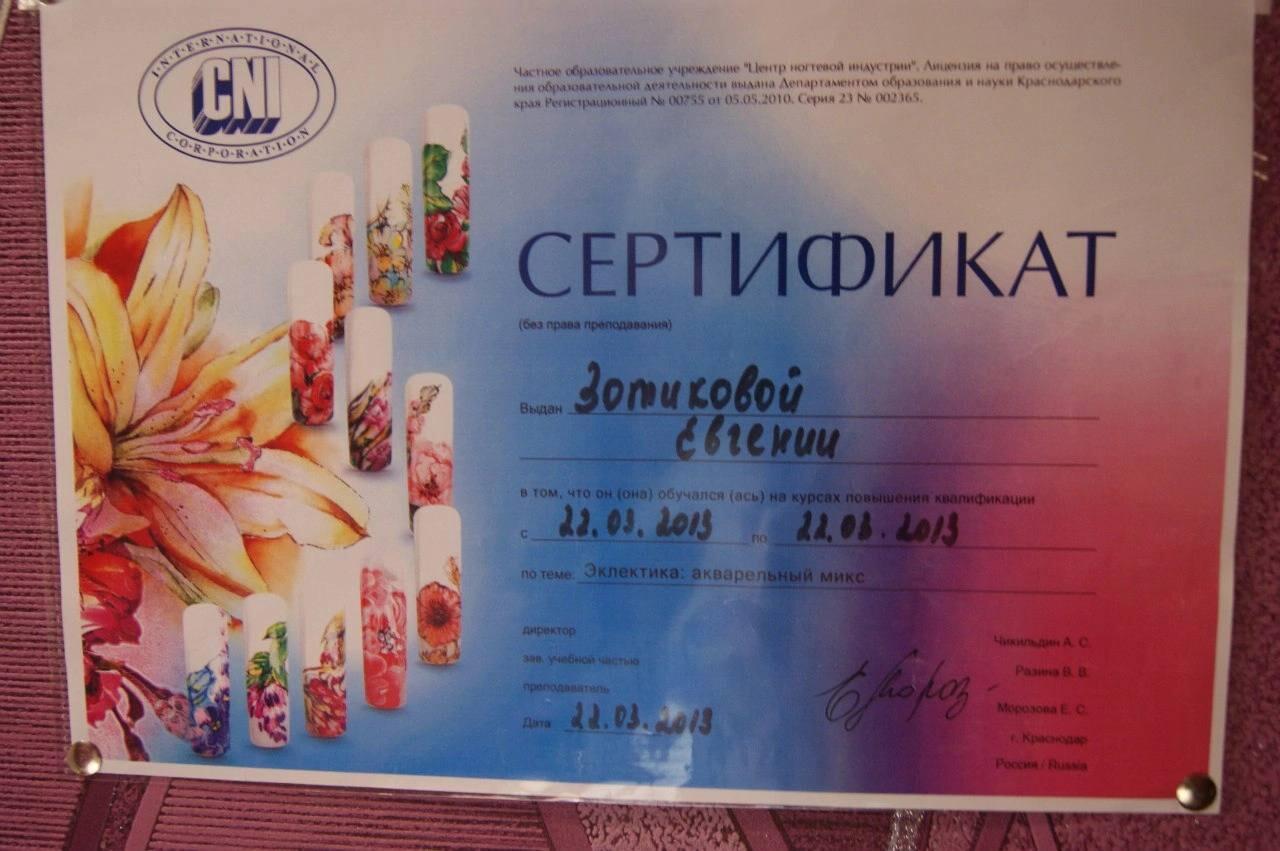 INTERNATIONAL
CNI
CORPORATION
Частное образовательное учреждение "Центр ногтевой индустрии". Лицензия на право осуществле-
ния образовательной деятельности выдана Департаментом образования и науки Краснодарского
края Регистрационный № 00755 от 05.05.2010. Серия 23 № 002365.
СЕРТИФИКАТ
(без права преподавания)
Выдан Зотиковой
Евгении
в том, что он (она) обучался (ась) на курсах повышения квалификации
с 22.03.2013 по 22.03.2013
по теме: Эклектика: акварельный микс
директор Чикильдин А. С.
зав. учебной частью Разина В. В.
преподаватель Морозова Е. С.
Дата 22.03.2013 г. Краснодар
Россия / Russia